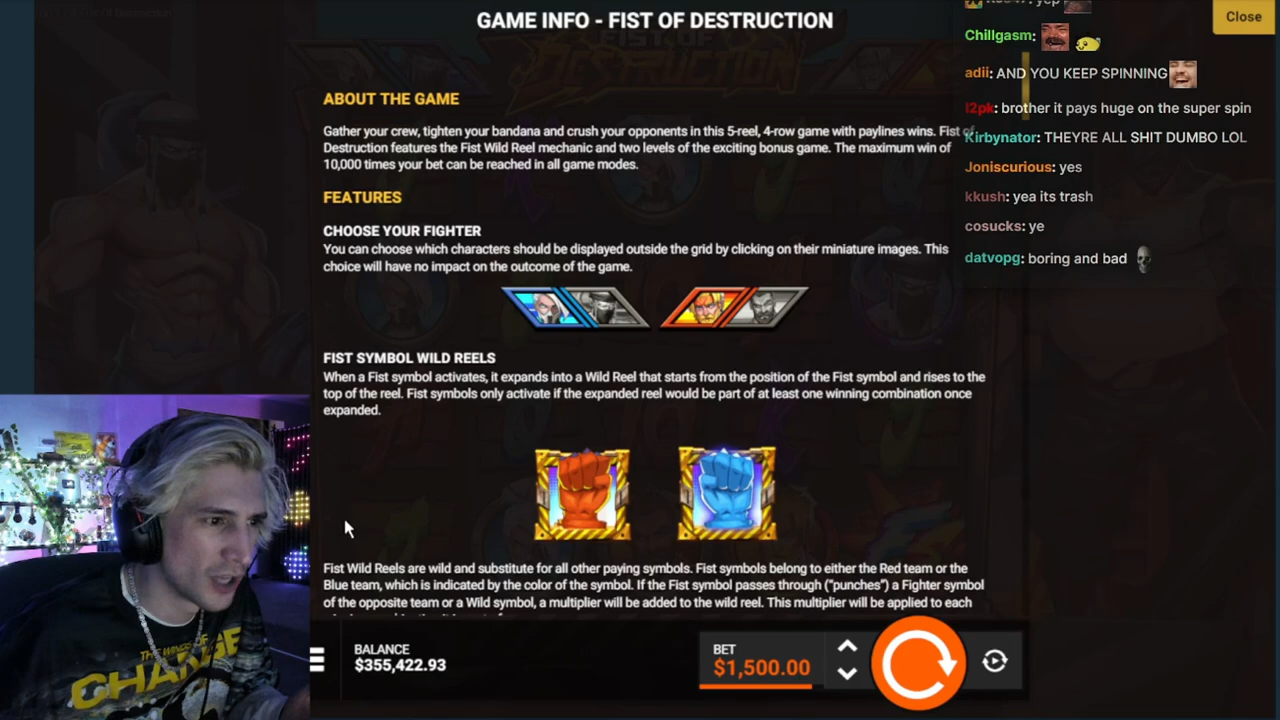 GAME INFO - FIST OF DESTRUCTION
Close
ABOUT THE GAME
Gather your crew, tighten your bandana and crush your opponents in this 5-reel, 4-row game with paylines wins. Fist of
Destruction features the Fist Wild Reel mechanic and two levels of the exciting bonus game. The maximum win of
10,000 times your bet can be reached in all game modes.
FEATURES
CHOOSE YOUR FIGHTER
You can choose which characters should be displayed outside the grid by clicking on their miniature images. This
choice will have no impact on the outcome of the game.
FIST SYMBOL WILD REELS
When a Fist symbol activates, it expands into a Wild Reel that starts from the position of the Fist symbol and rises to the
top of the reel. Fist symbols only activate if the expanded reel would be part of at least one winning combination once
expanded.
Fist Wild Reels are wild and substitute for all other paying symbols. Fist symbols belong to either the Red team or the
Blue team, which is indicated by the color of the symbol. If the Fist symbol passes through ("punches") a Fighter symbol
of the opposite team or a Wild symbol, a multiplier will be added to the wild reel. This multiplier will be applied to each
Chillgasm:
adii: AND YOU KEEP SPINNING
l2pk: brother it pays huge on the super spin
Kirbynator: THEYRE ALL SHIT DUMBO LOL
Joniscurious: yes
kkush: yea its trash
cosucks: ye
datvopg: boring and bad
FIST OF
DESTRUCTION
THE WINGS OF
CHANGE
BALANCE
$355,422.93
BET
$1,500.00